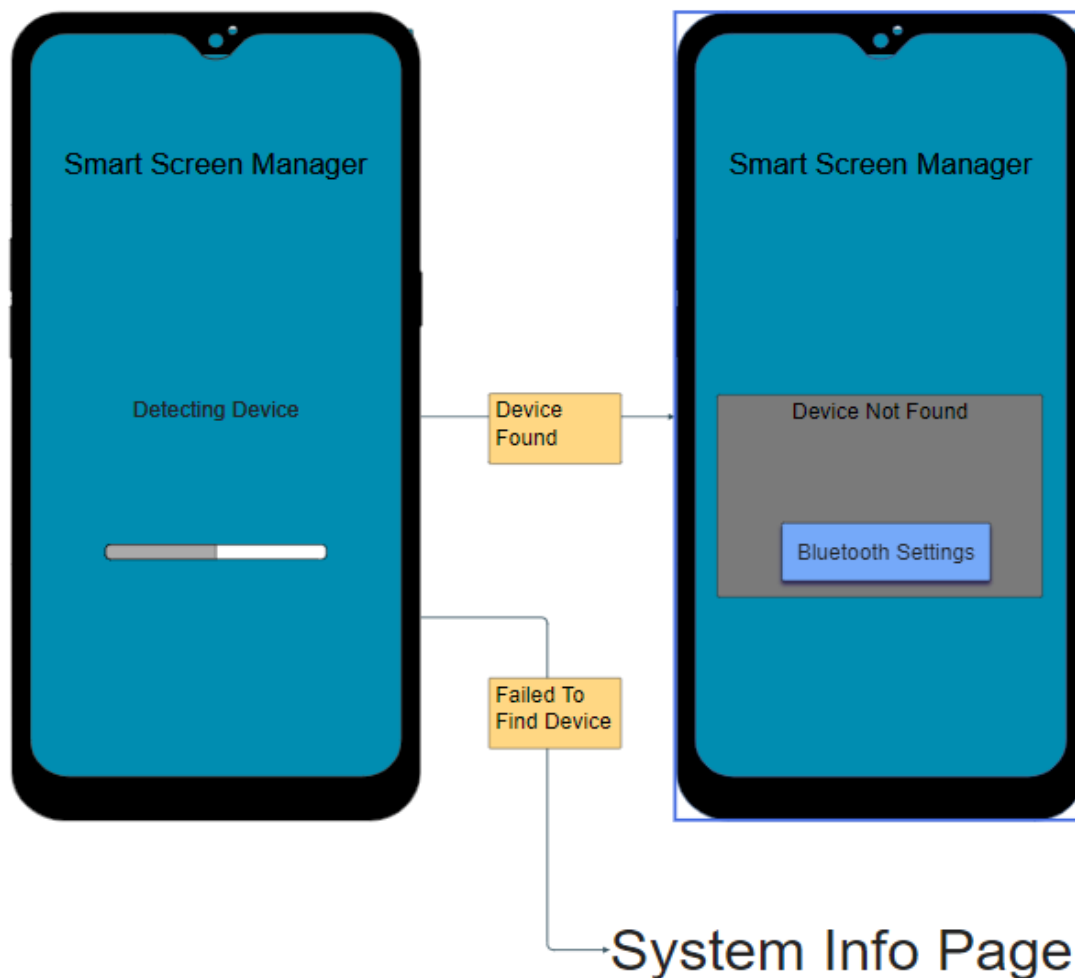 Smart Screen Manager
Detecting Device
Device
Found
Failed To
Find Device
Smart Screen Manager
Device Not Found
Bluetooth Settings
System Info Page